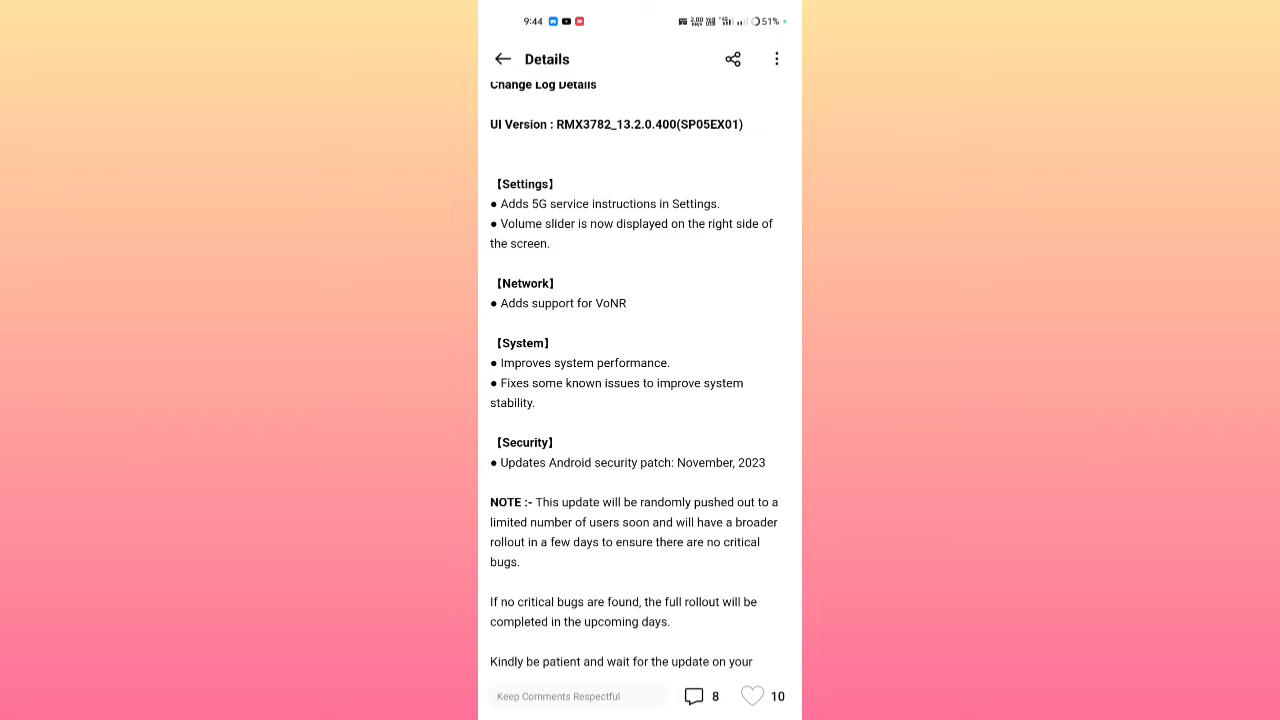 9:44 51%
Details
Change Log Details
UI Version : RMX3782_13.2.0.400(SP05EX01)
【Settings】
● Adds 5G service instructions in Settings.
● Volume slider is now displayed on the right side of
the screen.
【Network】
● Adds support for VoNR
【System】
● Improves system performance.
● Fixes some known issues to improve system
stability.
【Security】
● Updates Android security patch: November, 2023
NOTE :- This update will be randomly pushed out to a
limited number of users soon and will have a broader
rollout in a few days to ensure there are no critical
bugs.
If no critical bugs are found, the full rollout will be
completed in the upcoming days.
Kindly be patient and wait for the update on your
Keep Comments Respectful 8 10